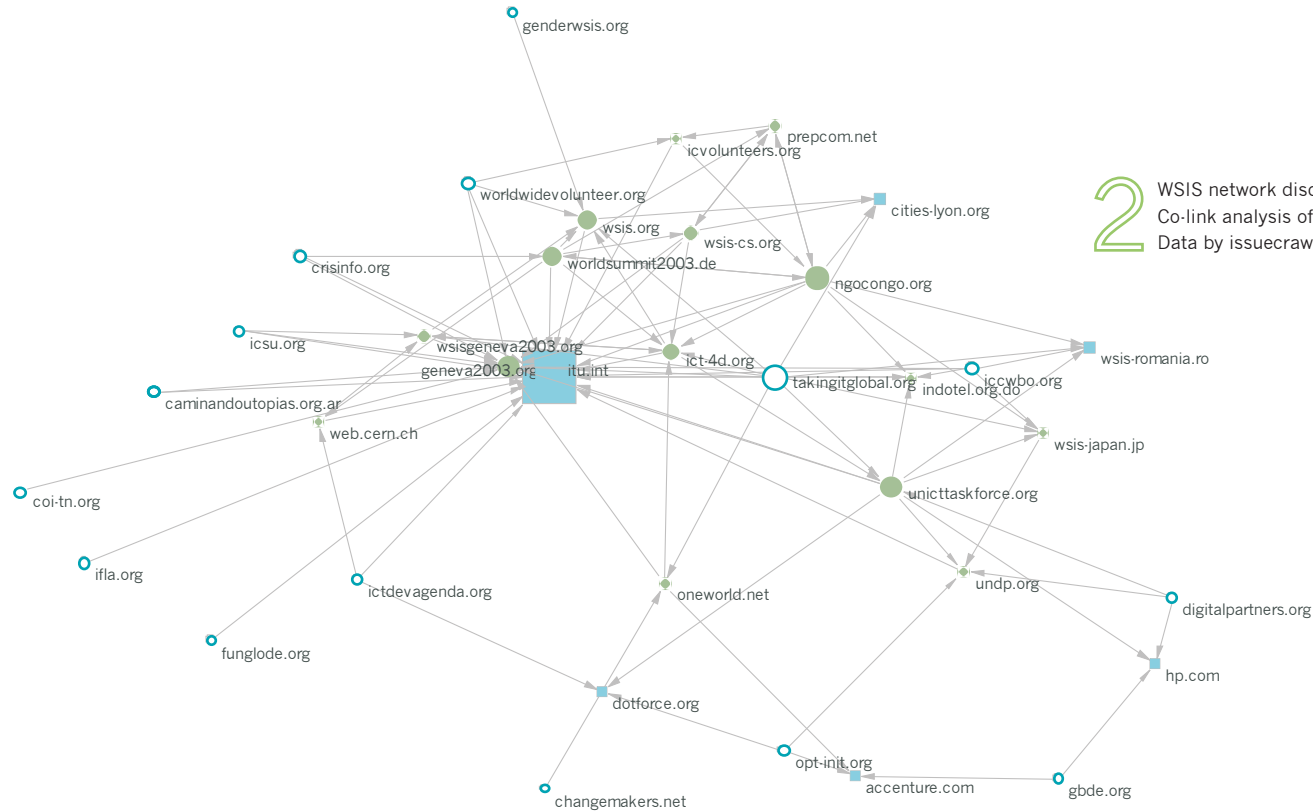 genderwsis.org
prepcom.net
icvolunteers.org
worldwidevolunteer.org
cities-lyon.org
wsis.org
wsis-cs.org
2
WSIS network disc
Co-link analysis of
Data by issuecraw
worldsummit2003.de
crisinfo.org
ngocongo.org
icsu.org
wsisgeneva2003.org
ict-4d.org
wsis-romania.ro
geneva2003.org
itu.int
takingitglobal.org
iccwbo.org
indotel.org.do
caminandoutopias.org.ar
web.cern.ch
wsis-japan.jp
coi-tn.org
unicttaskforce.org
ifla.org
ictdevagenda.org
oneworld.net
undp.org
digitalpartners.org
funglode.org
hp.com
dotforce.org
opt-init.org
accenture.com
gbde.org
changemakers.net